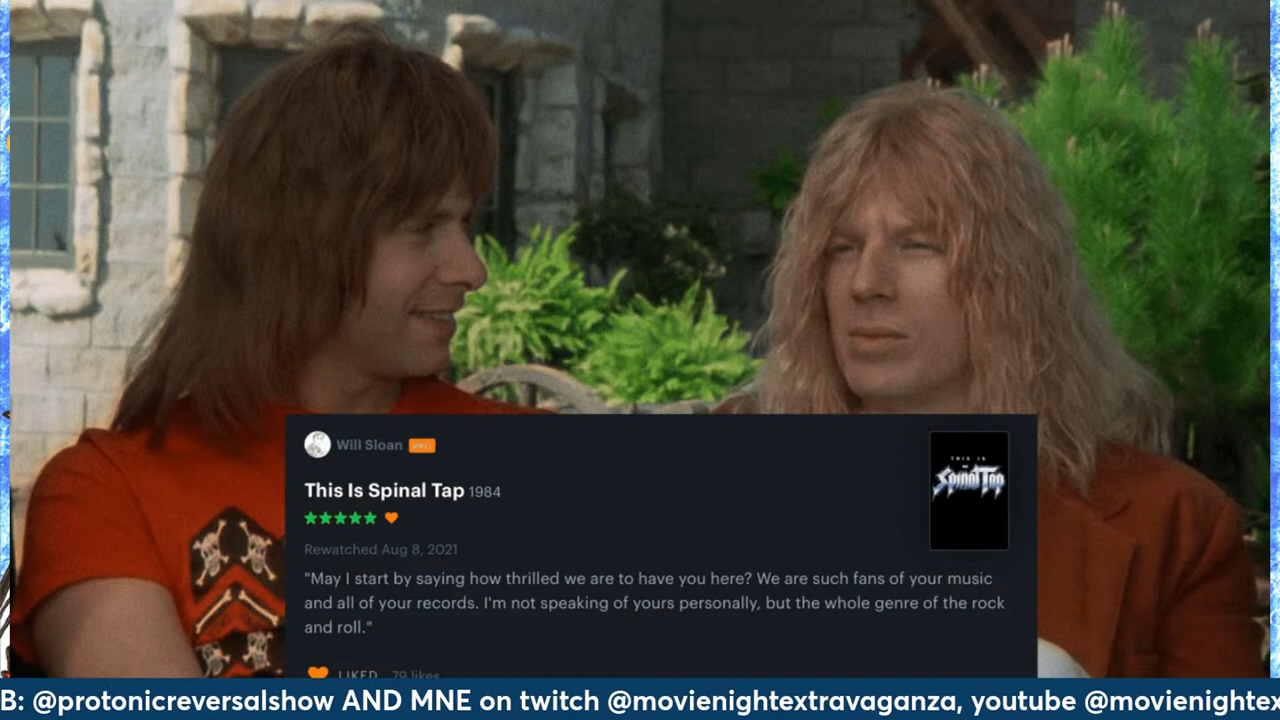 Will Sloan PRO
This Is Spinal Tap 1984
Rewatched Aug 8, 2021
"May I start by saying how thrilled we are to have you here? We are such fans of your music
and all of your records. I'm not speaking of yours personally, but the whole genre of the rock
and roll."
LIKED 79 likes
THIS IS
SPINAL TAP
B: @protonicreversalshow AND MNE on twitch @movienightextravaganza, youtube @movienightex